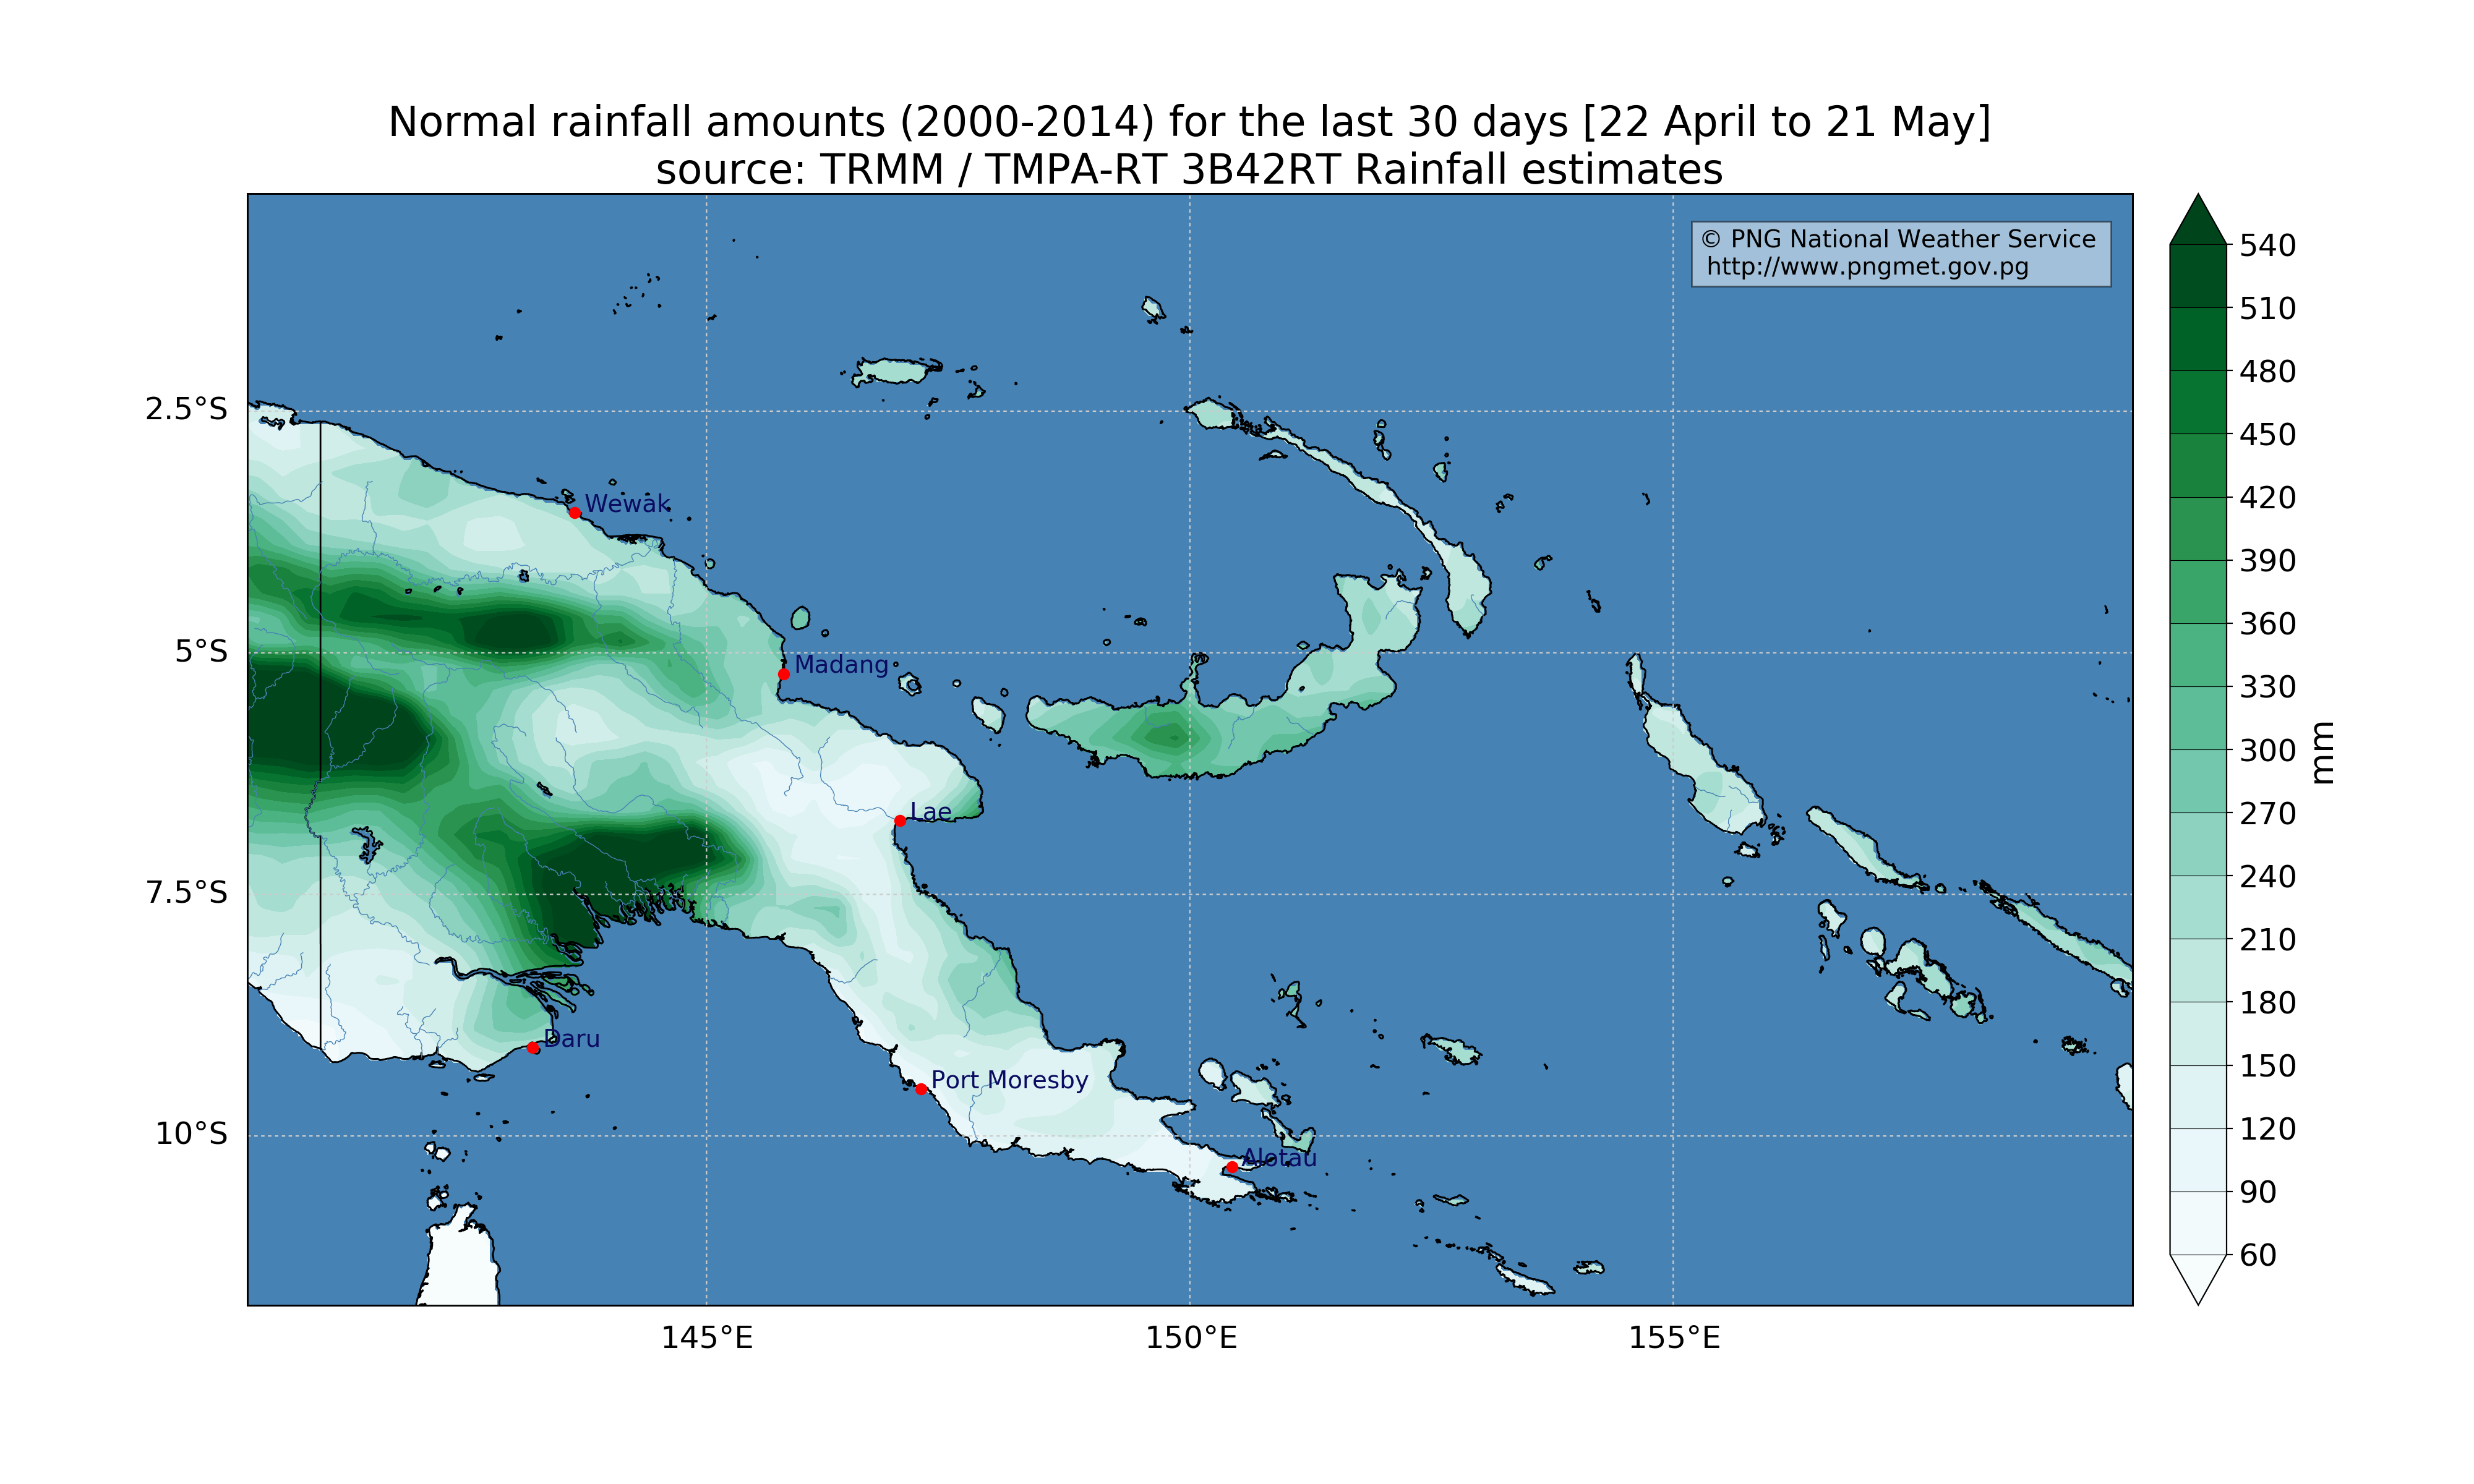 Normal rainfall amounts (2000-2014) for the last 30 days [22 April to 21 May]
source: TRMM / TMPA-RT 3B42RT Rainfall estimates
© PNG National Weather Service
http://www.pngmet.gov.pg
540
510
480
450
420
390
360
330
300
270
240
210
180
150
120
90
60
mm
2.5°S
5°S
7.5°S
10°S
Wewak
Madang
Lae
Daru
Port Moresby
Alotau
145°E
150°E
155°E